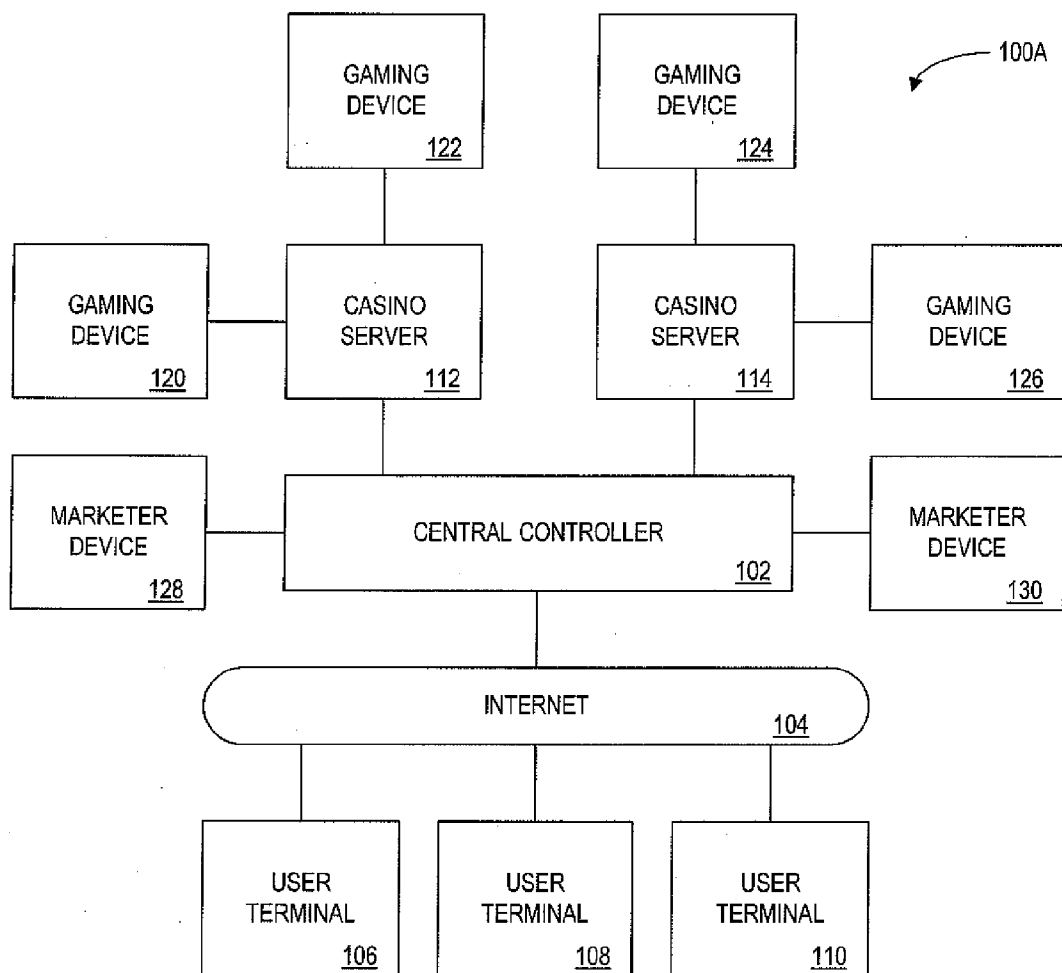 100A
GAMING
DEVICE
122
GAMING
DEVICE
124
GAMING
DEVICE
120
CASINO
SERVER
112
CASINO
SERVER
114
GAMING
DEVICE
126
MARKETER
DEVICE
128
CENTRAL CONTROLLER
102
MARKETER
DEVICE
130
INTERNET
104
USER
TERMINAL
106
USER
TERMINAL
108
USER
TERMINAL
110